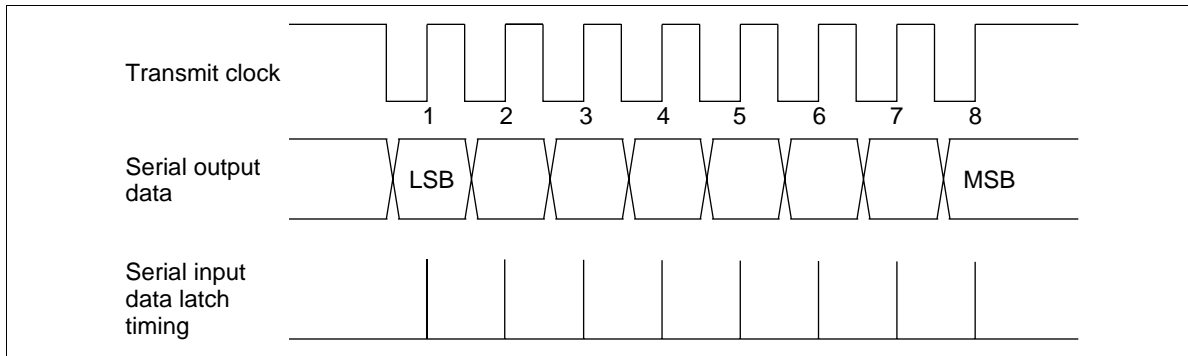 Transmit clock
1 2 3 4 5 6 7 8
Serial output
data
LSB MSB
Serial input
data latch
timing